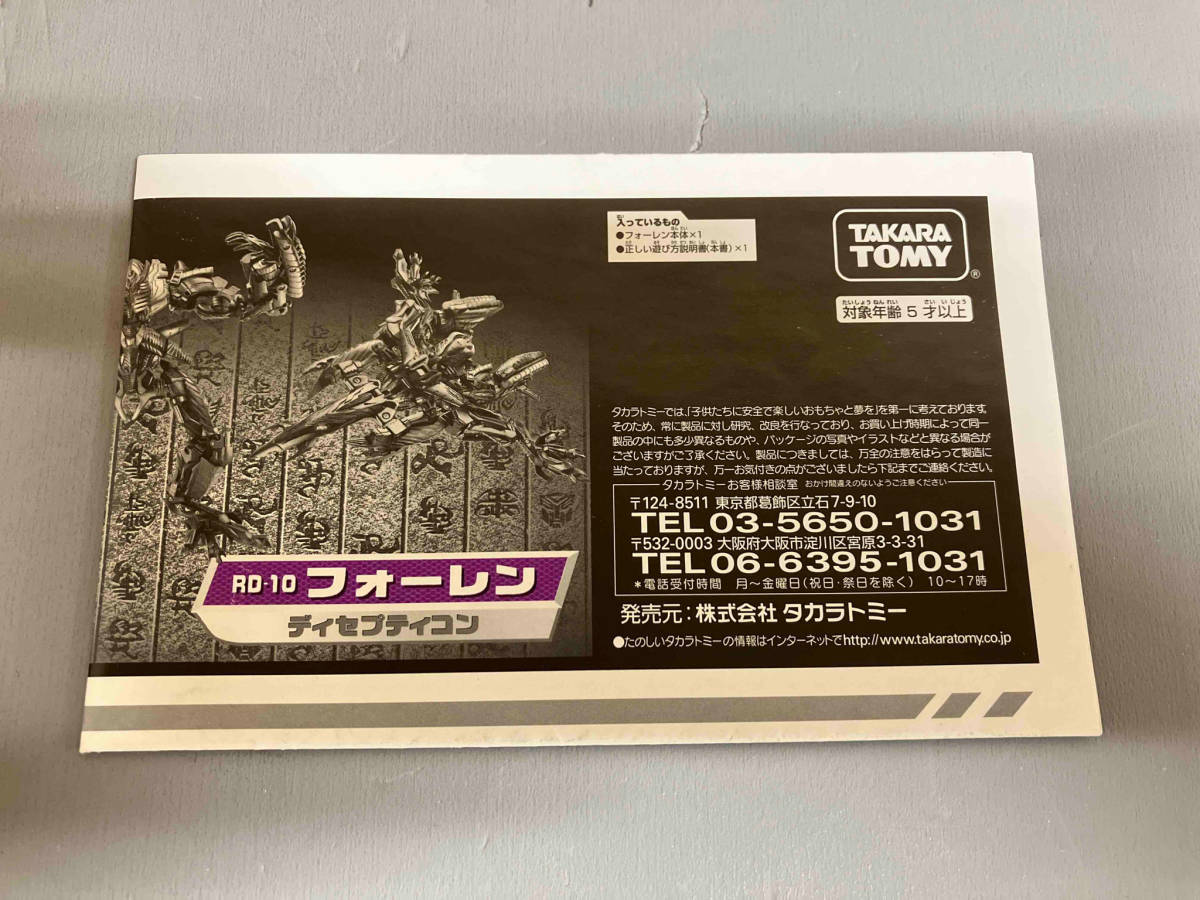 入っているもの
●フォーレン本体×1
●正しい遊び方説明書(本書)×1
TAKARA
TOMY
®
たいしょうねんれい さいいじょう
対象年齢 5 才以上
タカラトミーでは、「子供たちに安全で楽しいおもちゃと夢を」を第一に考えております。
そのため、常に製品に対し研究、改良を行なっており、お買い上げ時期によって同一
製品の中にも多少異なるものや、パッケージの写真やイラストなどと異なる場合が
ございますがご了承ください。製品につきましては、万全の注意をはらって製造に
当たっておりますが、万一お気付きの点がございましたら下記までご連絡ください。
タカラトミーお客様相談室 おかけ間違えのないようご注意ください
〒124-8511 東京都葛飾区立石7-9-10
TEL 03-5650-1031
〒532-0003 大阪府大阪市淀川区宮原3-3-31
TEL 06-6395-1031
*電話受付時間 月〜金曜日(祝日・祭日を除く) 10〜17時
発売元:株式会社 タカラトミー
●たのしいタカラトミーの情報はインターネットでhttp://www.takaratomy.co.jp
RD-10 フォーレン
ディセプティコン